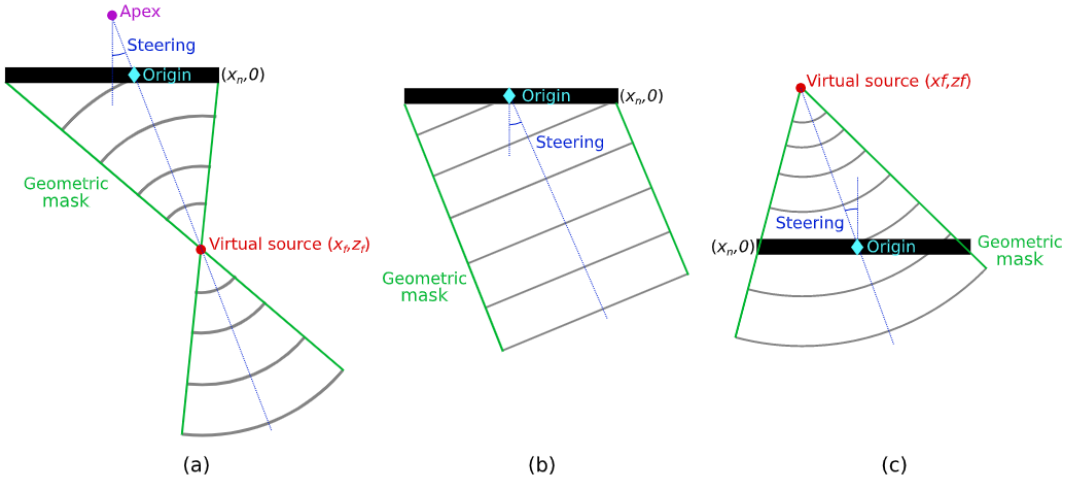 Apex
Steering
Origin
(xn,0)
Geometric
mask
Virtual source (xf,zf)
(a)
Origin
(xn,0)
Steering
Geometric
mask
(b)
Virtual source (xf,zf)
Steering
(xn,0)
Origin
Geometric
mask
(c)